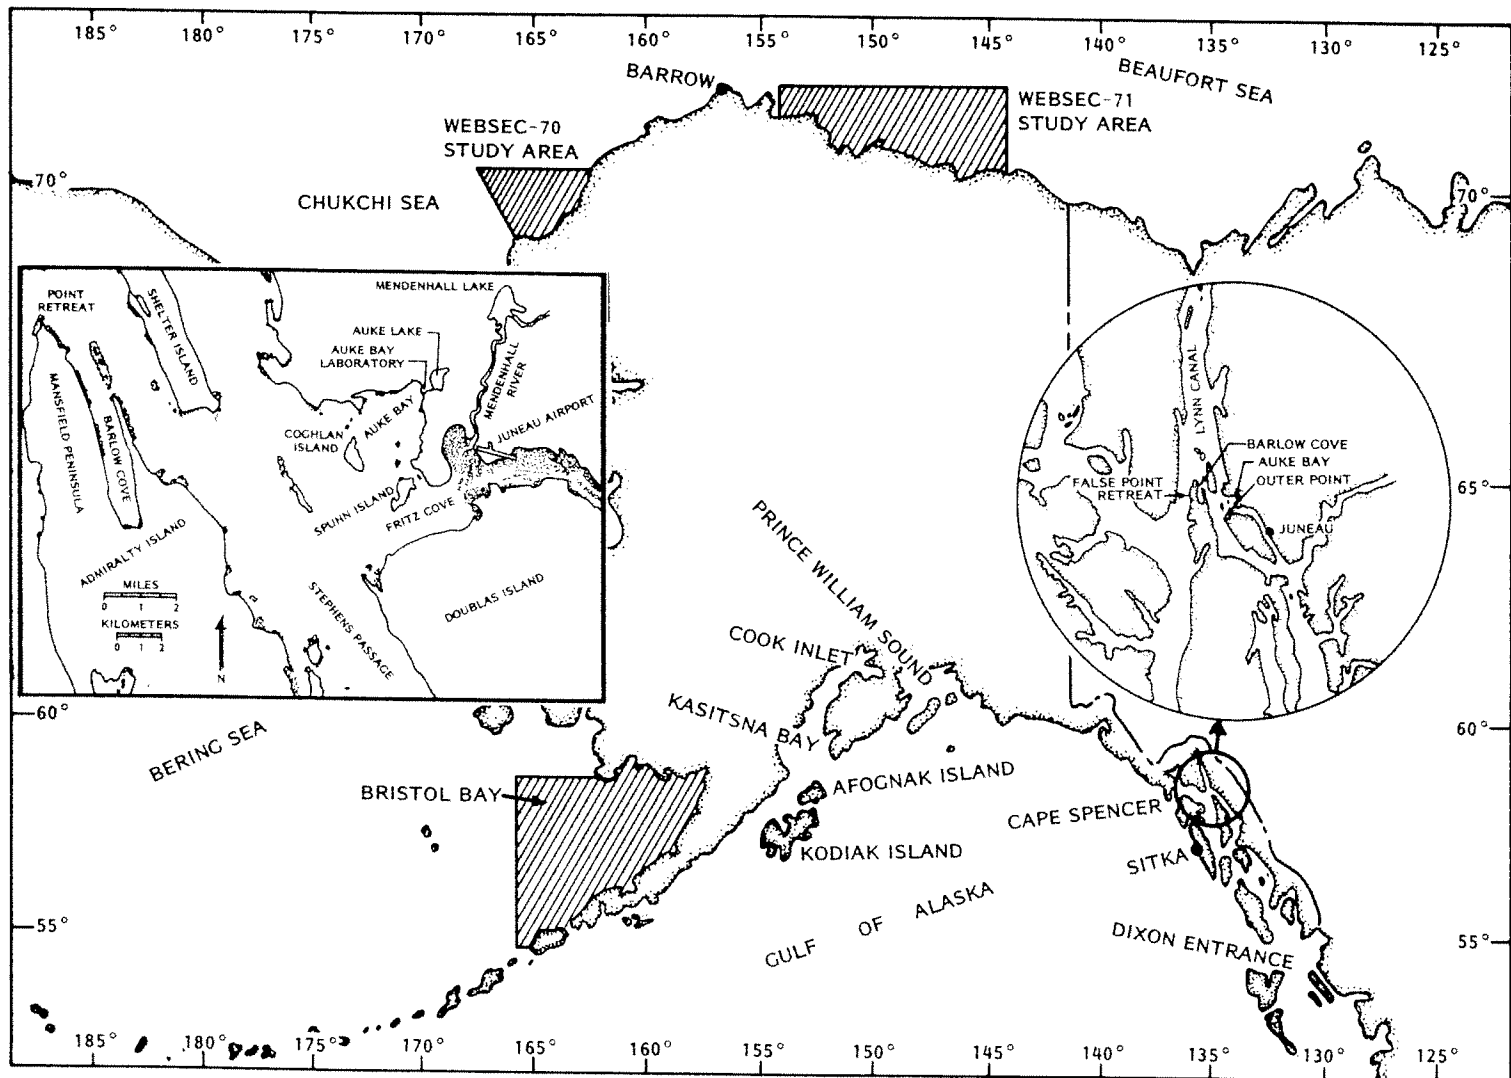 185° 180° 175° 170° 165° 160° 155° 150° 145° 140° 135° 130° 125°
BARROW
BEAUFORT SEA
WEBSEC-70
STUDY AREA
WEBSEC-71
STUDY AREA
CHUKCHI SEA
70°
70°
POINT
RETREAT
SHELTER ISLAND
MENDENHALL LAKE
AUKE LAKE
AUKE BAY
LABORATORY
MENDENHALL
RIVER
MANSFIELD PENINSULA
BARLOW COVE
COGHLAN
ISLAND
AUKE BAY
JUNEAU AIRPORT
SPUNN ISLAND
FRITZ COVE
ADMIRALTY ISLAND
MILES
0 1 2
KILOMETERS
0 1 2
N
STEPHENS PASSAGE
DOUBLAS ISLAND
LYNN CANAL
BARLOW COVE
AUKE BAY
OUTER POINT
FALSE POINT
RETREAT
JUNEAU
65°
PRINCE WILLIAM SOUND
COOK INLET
KASITSNA BAY
60°
60°
BERING SEA
BRISTOL BAY
AFOGNAK ISLAND
KODIAK ISLAND
CAPE SPENCER
SITKA
GULF OF ALASKA
DIXON ENTRANCE
55°
55°
185° 180° 175° 170° 165° 160° 155° 150° 145° 140° 135° 130° 125°